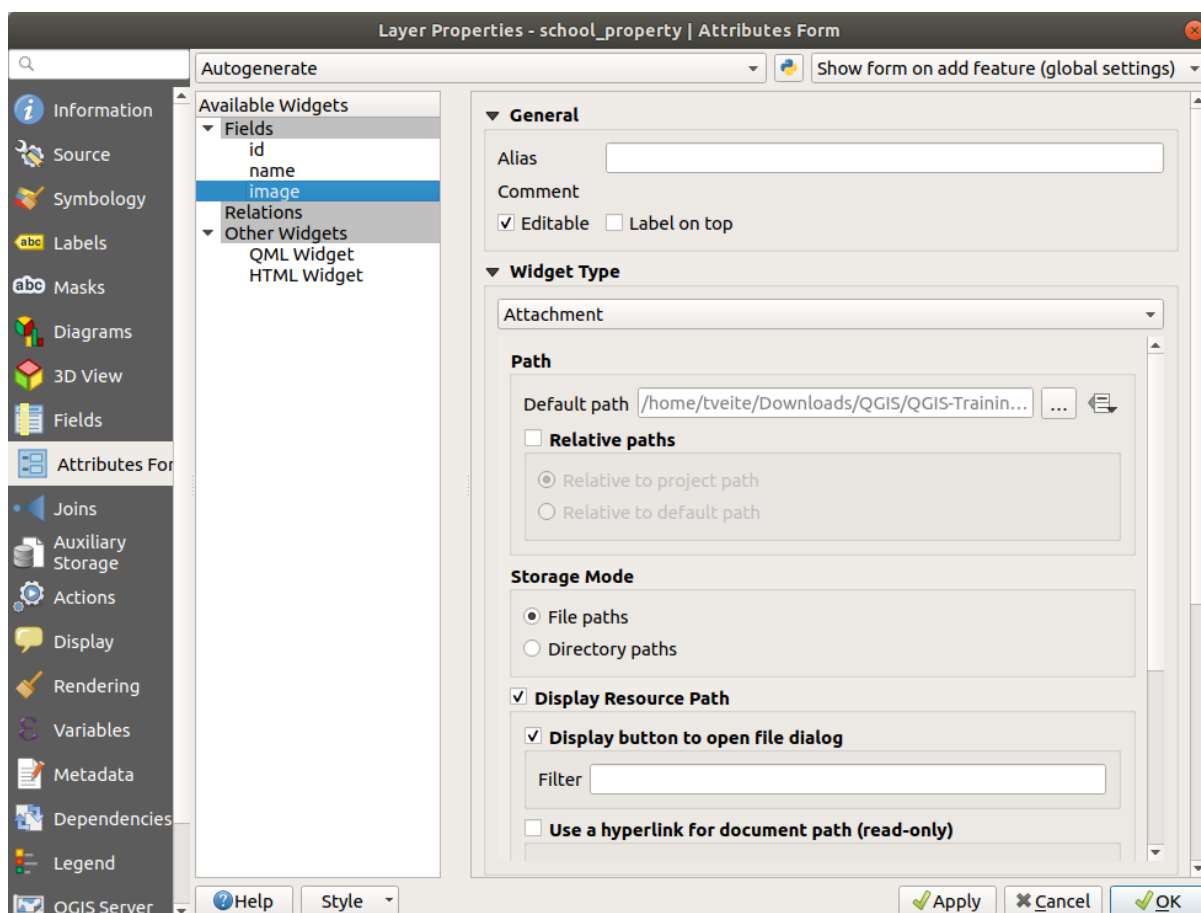 Layer Properties - school_property | Attributes Form
Autogenerate
Show form on add feature (global settings)
Information
Source
Symbology
abc Labels
abc Masks
Diagrams
3D View
Fields
Attributes For
Joins
Auxiliary
Storage
Actions
Display
Rendering
Variables
Metadata
Dependencies
Legend
QGIS Server
Available Widgets
Fields
id
name
image
Relations
Other Widgets
QML Widget
HTML Widget
General
Alias
Comment
Editable Label on top
Widget Type
Attachment
Path
Default path /home/tveite/Downloads/QGIS/QGIS-Trainin... ...
Relative paths
Relative to project path
Relative to default path
Storage Mode
File paths
Directory paths
Display Resource Path
Display button to open file dialog
Filter
Use a hyperlink for document path (read-only)
Help Style Apply Cancel OK